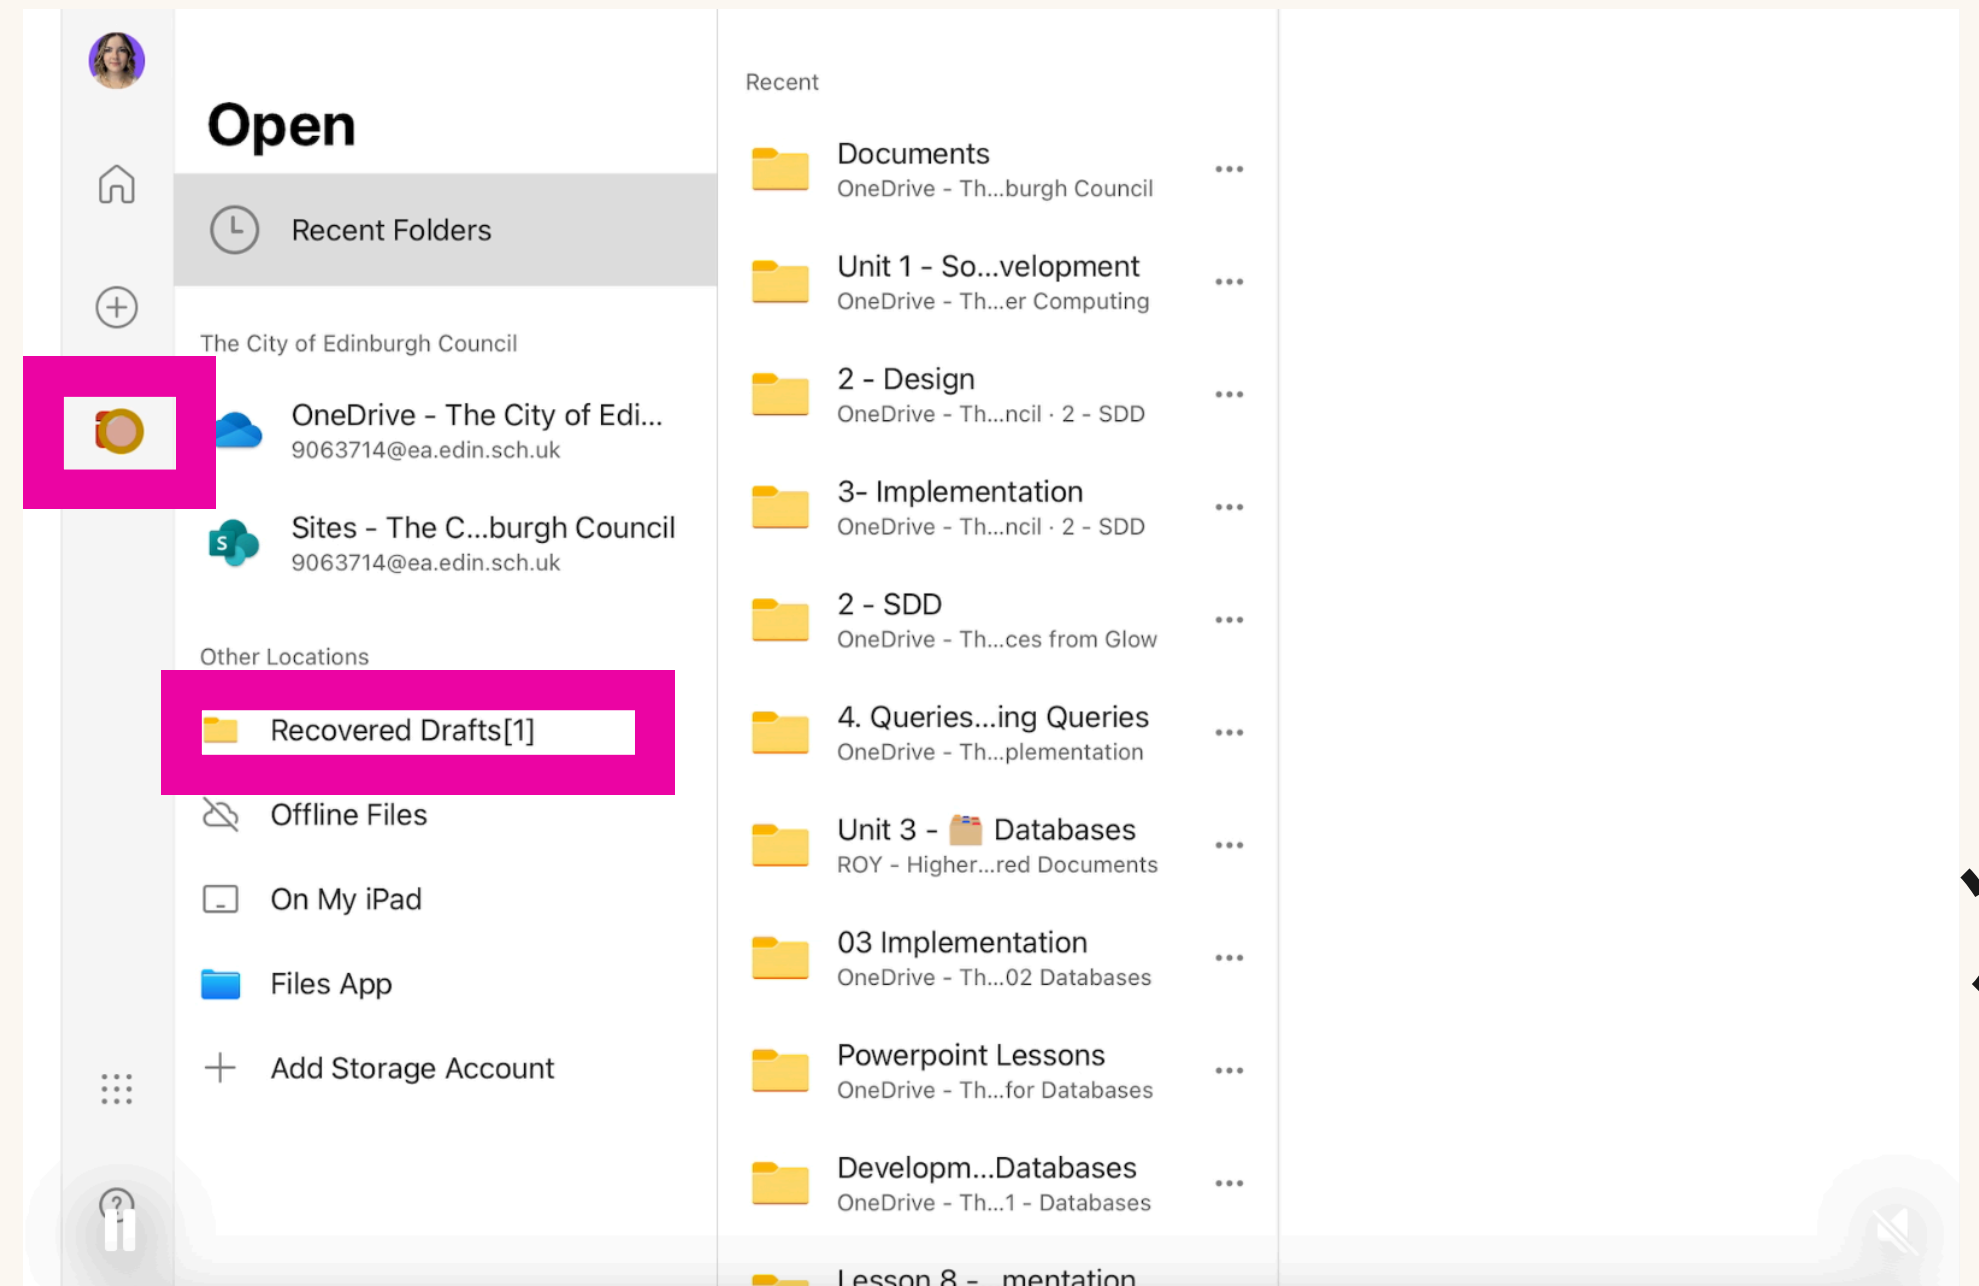 Open
Recent Folders
The City of Edinburgh Council
OneDrive - The City of Edi...
9063714@ea.edin.sch.uk
Sites - The C...burgh Council
9063714@ea.edin.sch.uk
Other Locations
Recovered Drafts[1]
Offline Files
On My iPad
Files App
Add Storage Account
Recent
Documents
OneDrive - Th...burgh Council
Unit 1 - So...velopment
OneDrive - Th...er Computing
2 - Design
OneDrive - Th...ncil · 2 - SDD
3- Implementation
OneDrive - Th...ncil · 2 - SDD
2 - SDD
OneDrive - Th...ces from Glow
4. Queries...ing Queries
OneDrive - Th...plementation
Unit 3 - 🗂️ Databases
ROY - Higher...red Documents
03 Implementation
OneDrive - Th...02 Databases
Powerpoint Lessons
OneDrive - Th...for Databases
Developm...Databases
OneDrive - Th...1 - Databases
Lesson 8 - ...mentation